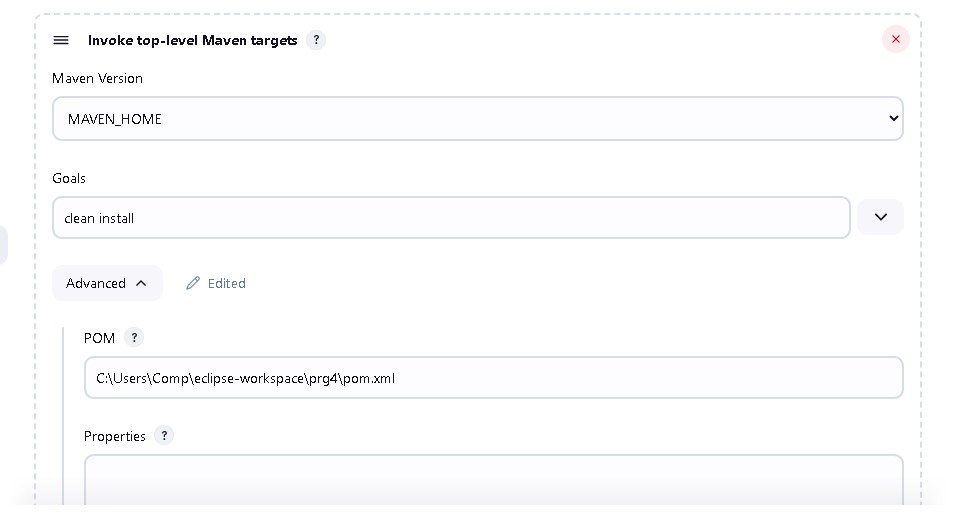 Invoke top-level Maven targets ?
Maven Version
MAVEN_HOME
Goals
clean install
Advanced Edited
POM ?
C:\Users\Comp\eclipse-workspace\prg4\pom.xml
Properties ?